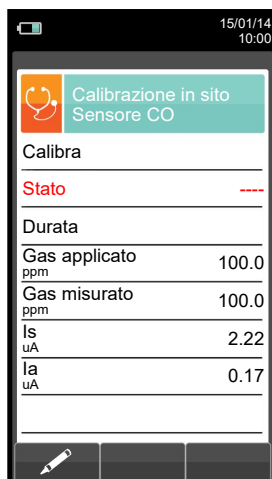 15/01/14
10:00
Calibrazione in sito
Sensore CO
Calibra
Stato ----
Durata
Gas applicato 100.0
ppm
Gas misurato 100.0
ppm
Is 2.22
uA
Ia 0.17
uA